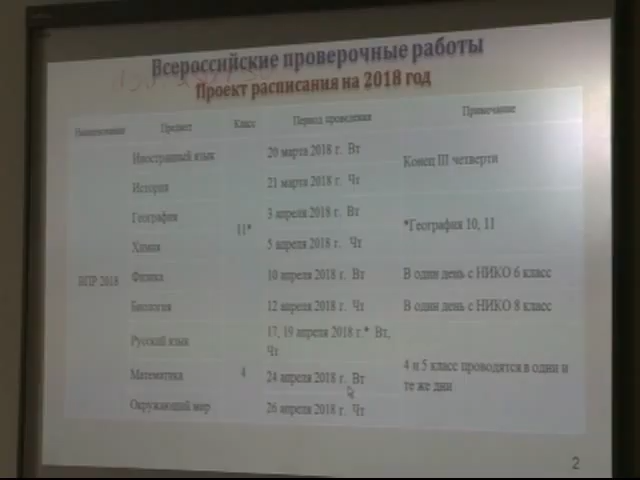 Всероссийские проверочные работы
Проект расписания на 2018 год
Наименование Предмет Класс Период проведения Примечание
Иностранный язык 20 марта 2018 г. Вт
Конец III четверти
История 21 марта 2018 г. Чт
География 3 апреля 2018 г. Вт
11* *География 10, 11
Химия 5 апреля 2018 г. Чт
ВПР 2018 Физика 10 апреля 2018 г. Вт В один день с НИКО 6 класс
Биология 12 апреля 2018 г. Чт В один день с НИКО 8 класс
Русский язык 17, 19 апреля 2018 г.* Вт,
Чт
4 4 и 5 класс проводятся в одни и
те же дни
Математика 24 апреля 2018 г. Вт
Окружающий мир 26 апреля 2018 г. Чт
2